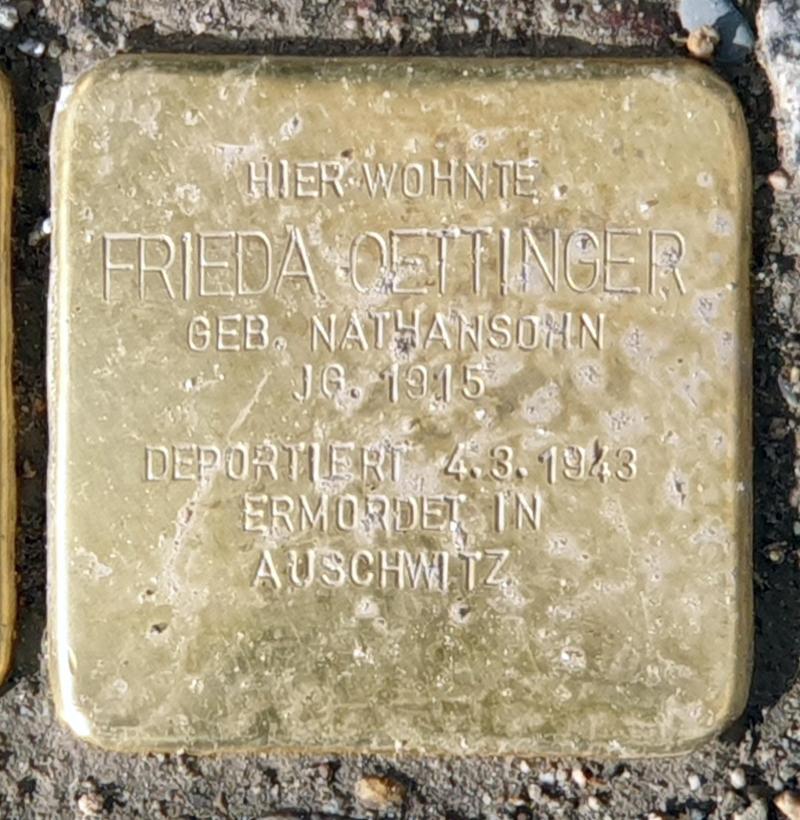 HIER WOHNTE
FRIEDA OETTINGER
GEB. NATHANSOHN
JG. 1915
DEPORTIERT 4.3.1943
ERMORDET IN
AUSCHWITZ